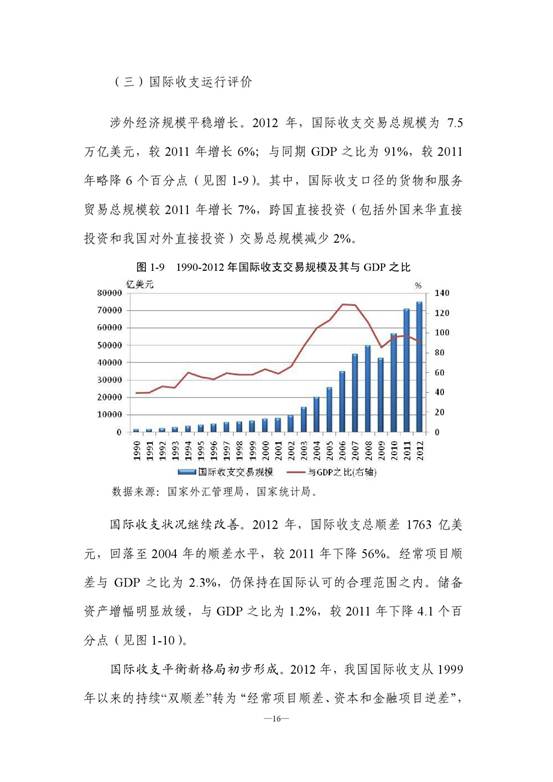 （三）国际收支运行评价
涉外经济规模平稳增长。2012 年，国际收支交易总规模为 7.5
万亿美元，较 2011 年增长 6%；与同期 GDP 之比为 91%，较 2011
年略降 6 个百分点（见图 1-9）。其中，国际收支口径的货物和服务
贸易总规模较 2011 年增长 7%，跨国直接投资（包括外国来华直接
投资和我国对外直接投资）交易总规模减少 2%。
图 1-9 1990-2012 年国际收支交易规模及其与 GDP 之比
亿美元 %
80000 140
70000 120
60000 100
50000 80
40000 60
30000 40
20000 20
10000 0
0
1990 1991 1992 1993 1994 1995 1996 1997 1998 1999 2000 2001 2002 2003 2004 2005 2006 2007 2008 2009 2010 2011 2012
国际收支交易规模 与GDP之比(右轴)
数据来源：国家外汇管理局，国家统计局。
国际收支状况继续改善。2012 年，国际收支总顺差 1763 亿美
元，回落至 2004 年的顺差水平，较 2011 年下降 56%。经常项目顺
差与 GDP 之比为 2.3%，仍保持在国际认可的合理范围之内。储备
资产增幅明显放缓，与 GDP 之比为 1.2%，较 2011 年下降 4.1 个百
分点（见图 1-10）。
国际收支平衡新格局初步形成。2012 年，我国国际收支从 1999
年以来的持续“双顺差”转为“经常项目顺差、资本和金融项目逆差”，
—16—